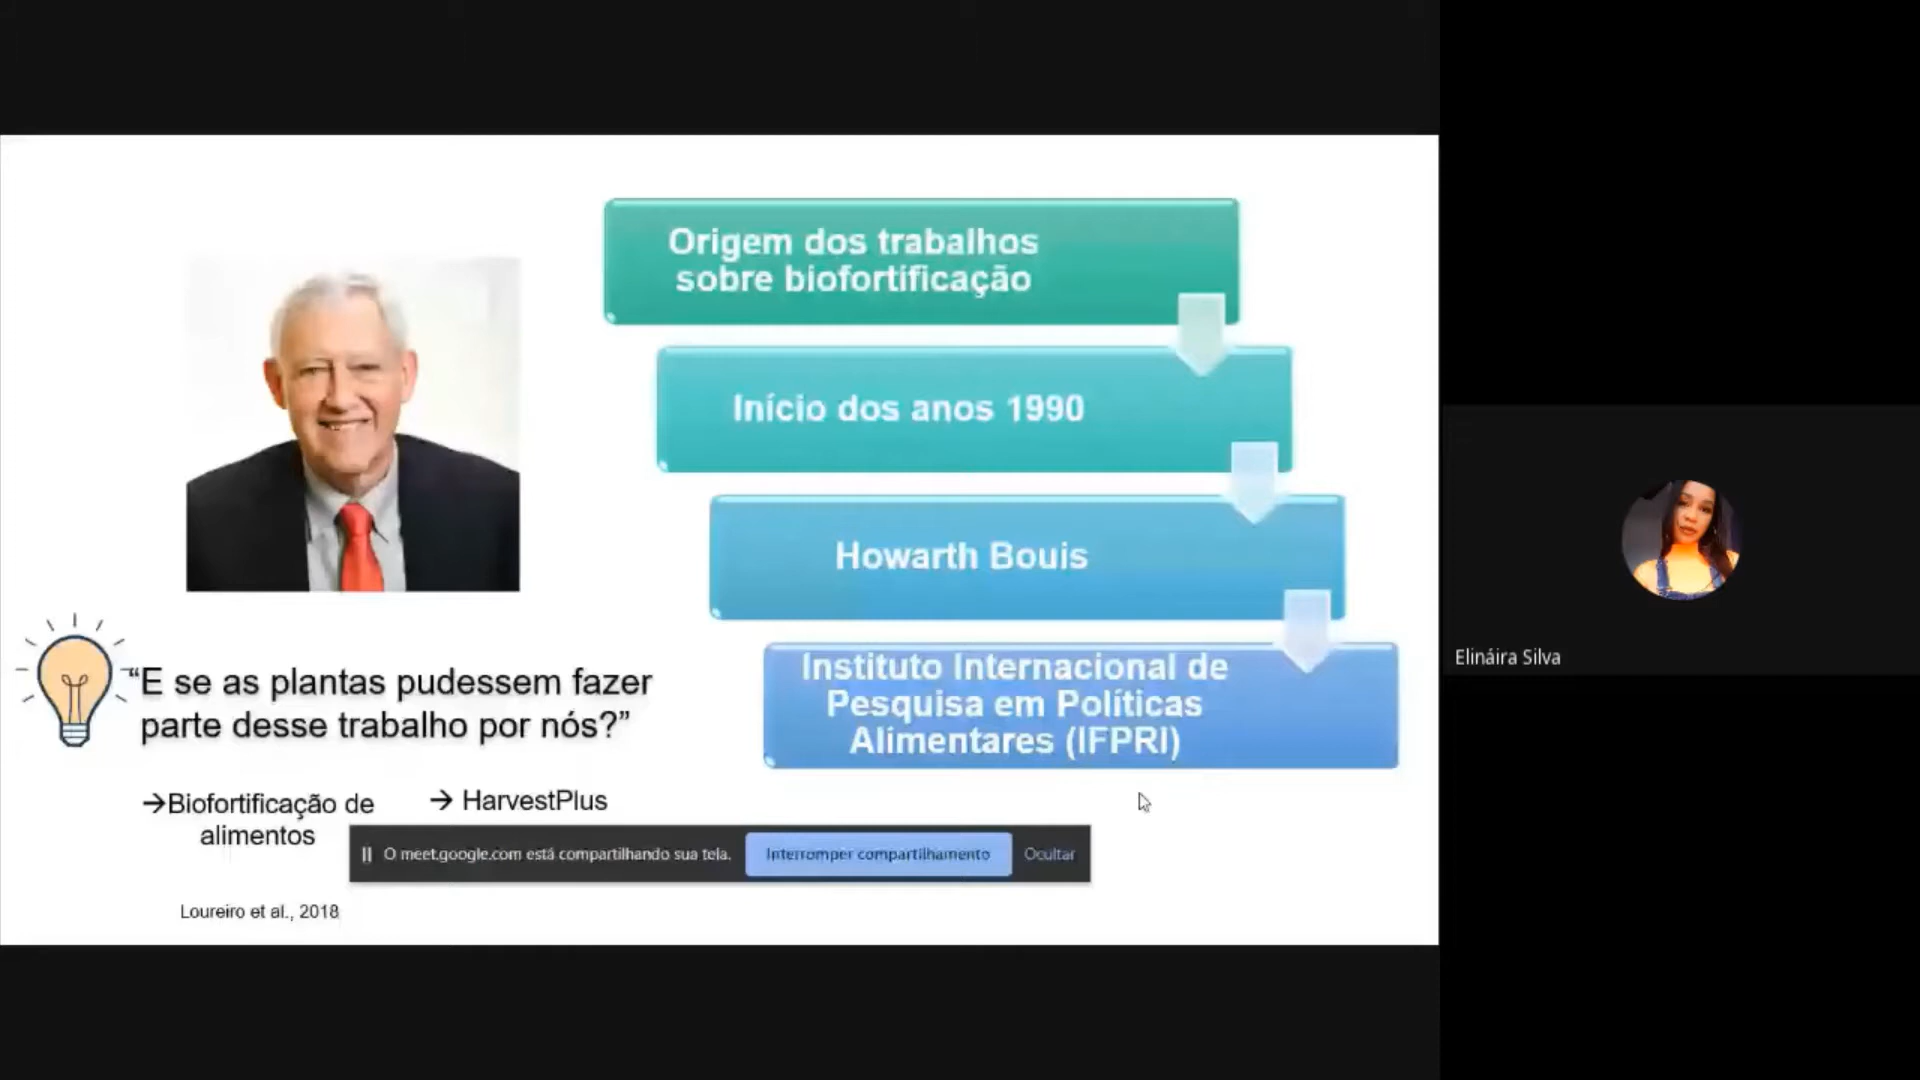 Origem dos trabalhos
sobre biofortificação
Início dos anos 1990
Howarth Bouis
Instituto Internacional de
Pesquisa em Políticas
Alimentares (IFPRI)
“E se as plantas pudessem fazer
parte desse trabalho por nós?”
→Biofortificação de
alimentos
→ HarvestPlus
O meet.google.com está compartilhando sua tela.
Interromper compartilhamento
Ocultar
Loureiro et al., 2018
Elináira Silva